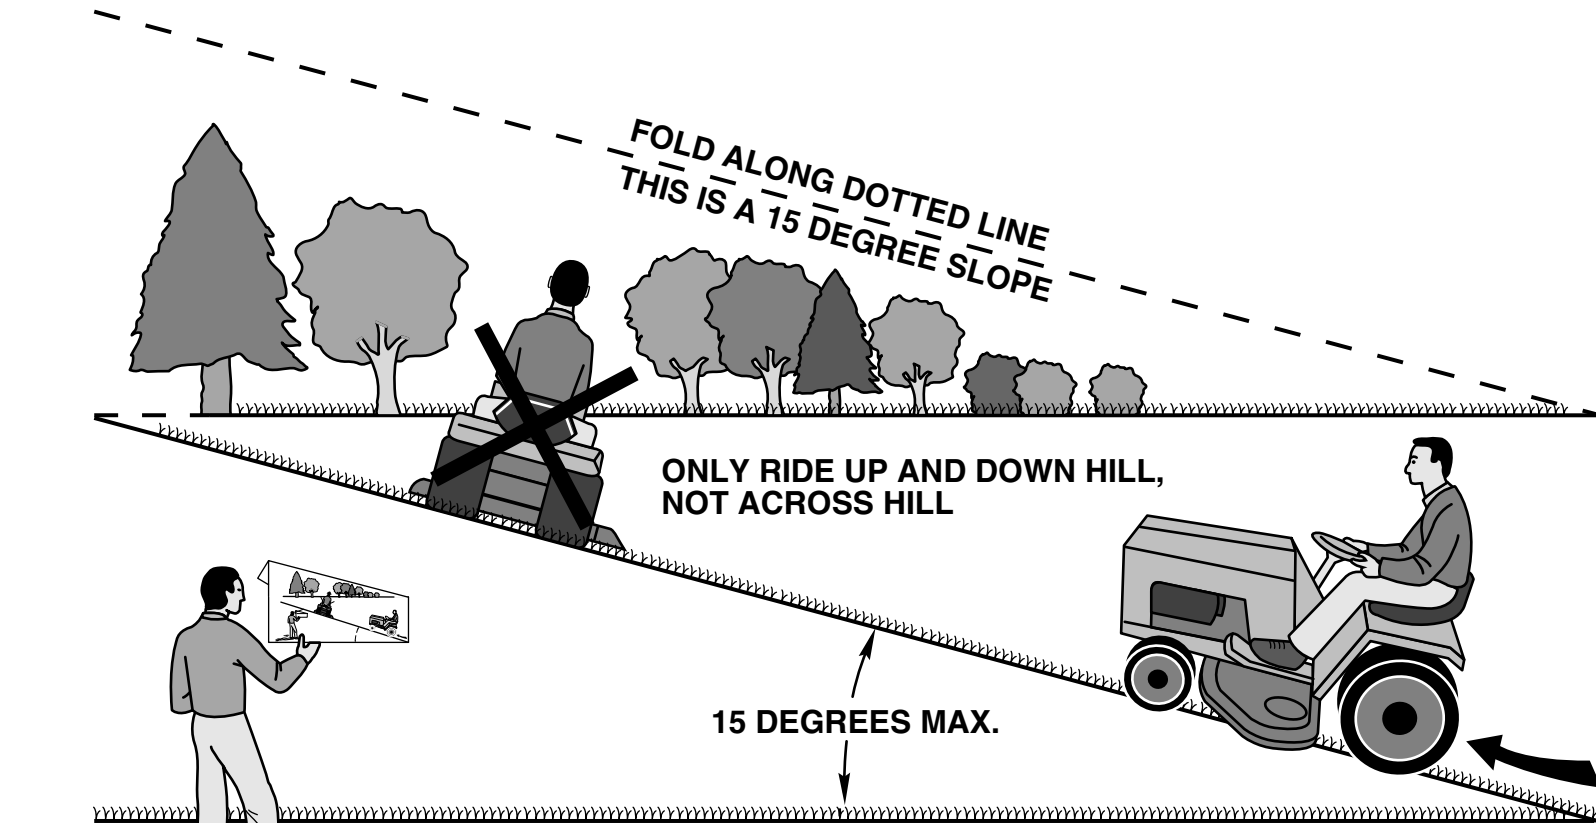 FOLD ALONG DOTTED LINE
THIS IS A 15 DEGREE SLOPE
ONLY RIDE UP AND DOWN HILL,
NOT ACROSS HILL
15 DEGREES MAX.